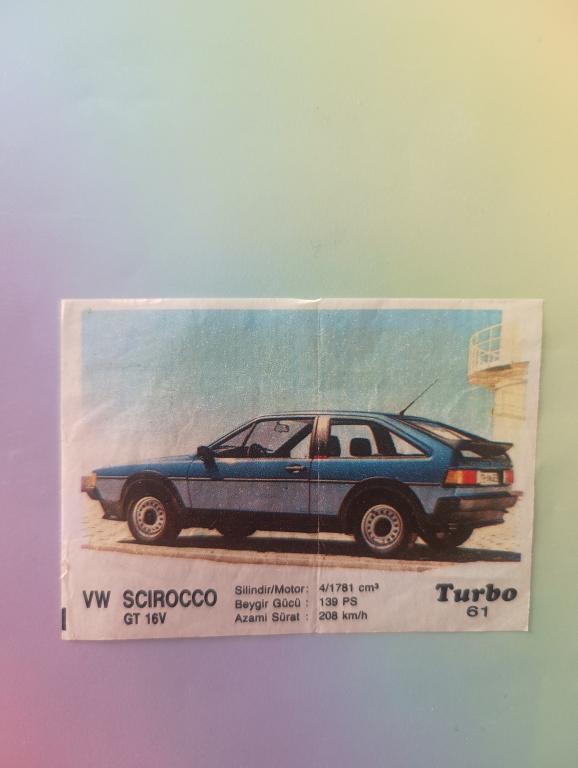 VW SCIROCCO
GT 16V
Silindir/Motor: 4/1781 cm³
Beygir Gücü : 139 PS
Azami Sürat : 208 km/h
Turbo
61